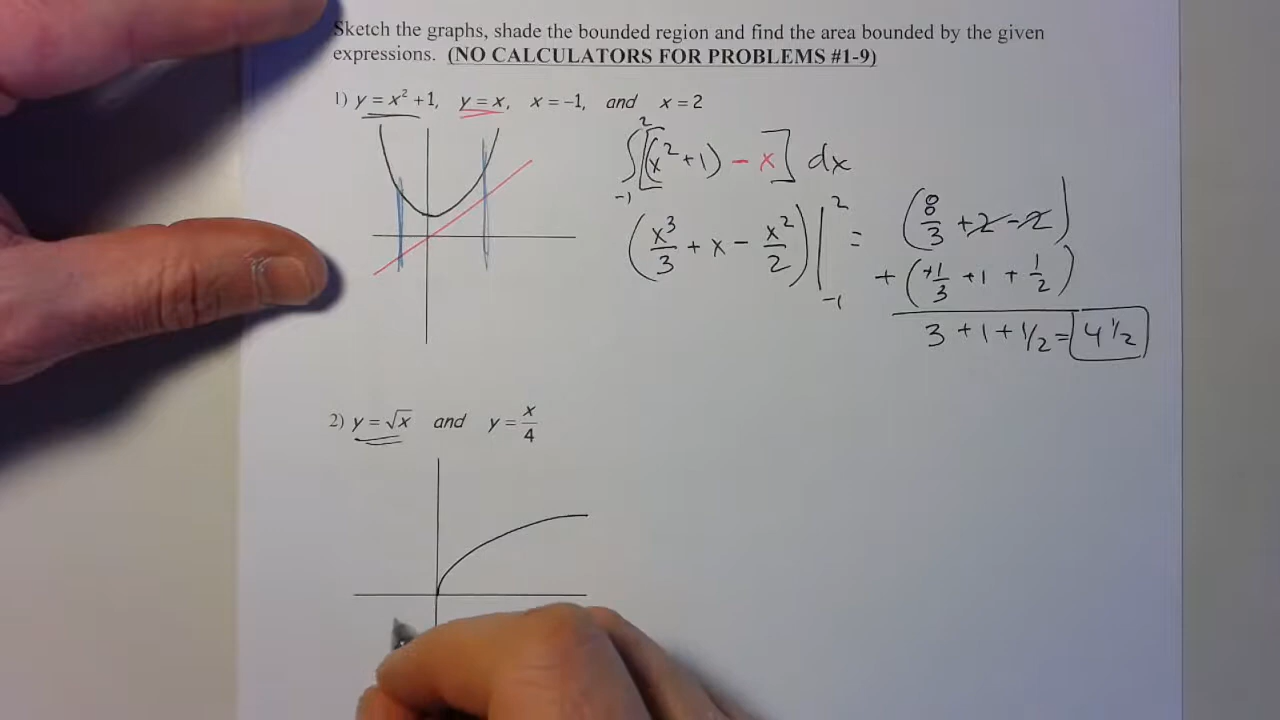 Sketch the graphs, shade the bounded region and find the area bounded by the given
expressions. (NO CALCULATORS FOR PROBLEMS #1-9)
1) y = x² + 1, y = x, x = −1, and x = 2
∫₋₁² [(x² + 1) − x] dx
(x³/3 + x − x²/2) |₋₁² = (8/3 + 2 − 2)
+ (+1/3 + 1 + 1/2)
3 + 1 + 1/2 = 4 1/2
2) y = √x and y = x/4